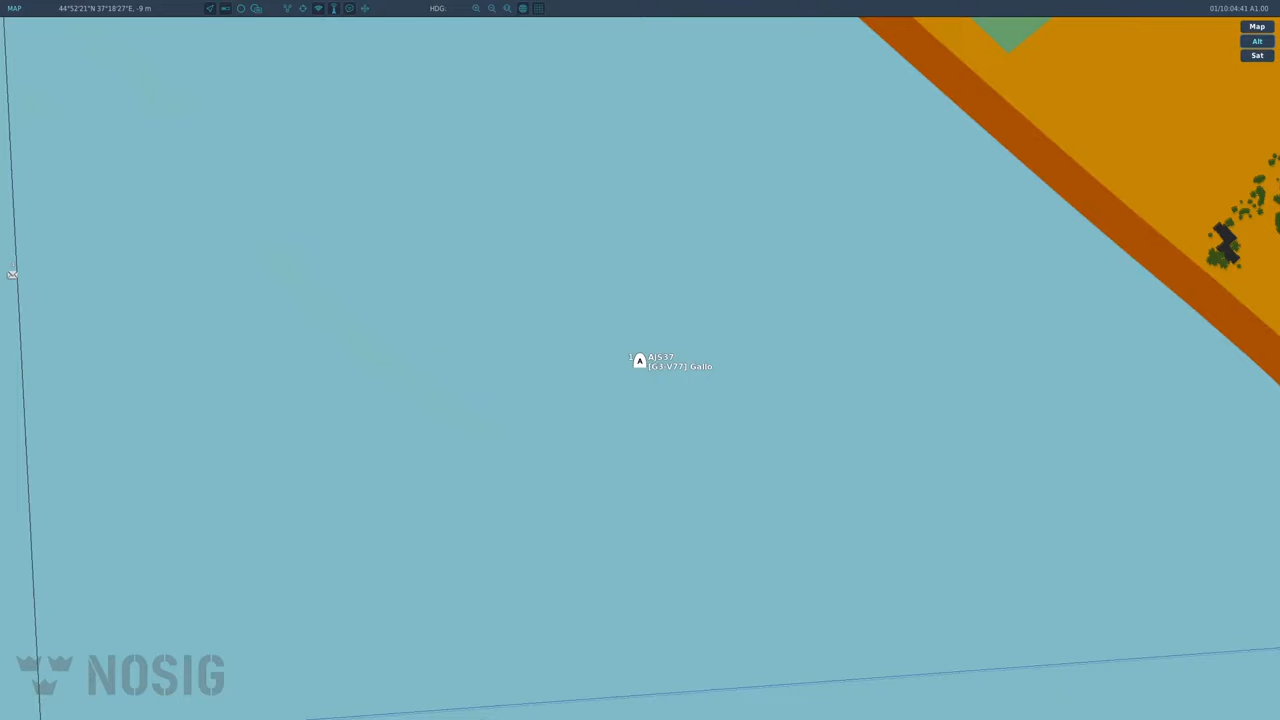 MAP
44°52'21"N 37°18'27"E, -9 m
HDG:
01/10:04:41 A1.00
Map
Alt
Sat
1
A
AJS37
[G3-V77] Gallo
NOSIG